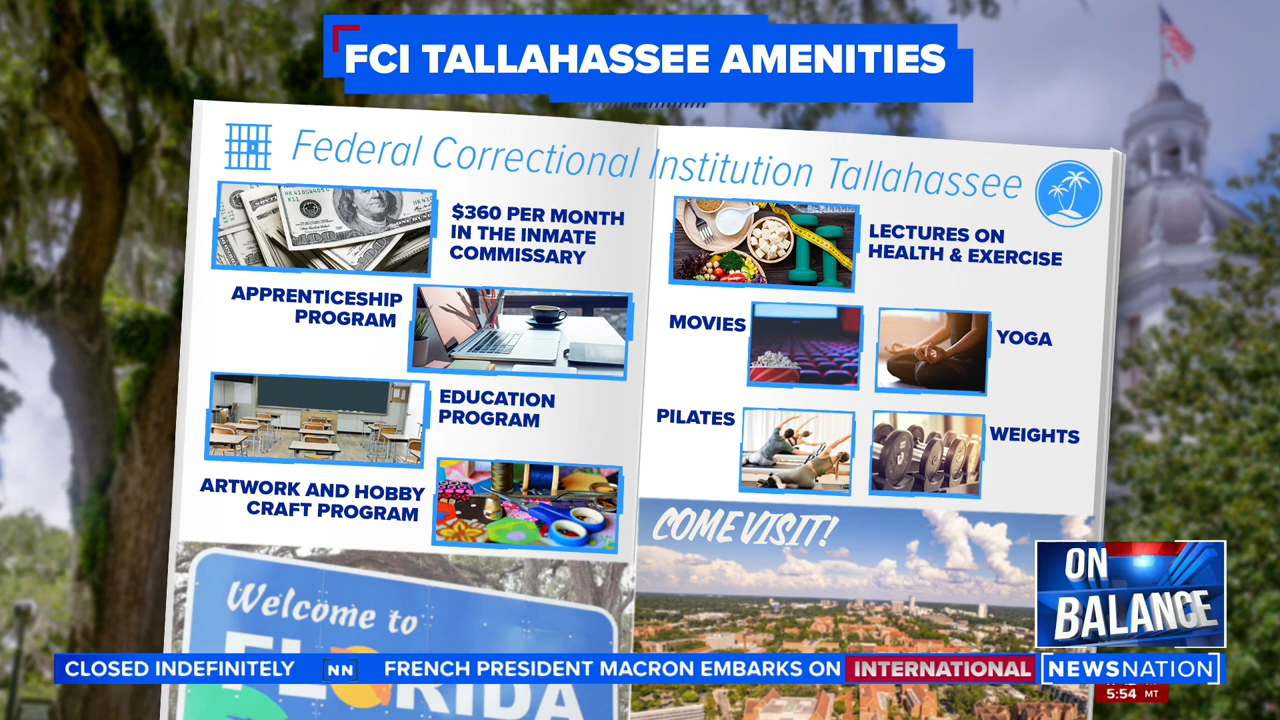 FCI TALLAHASSEE AMENITIES
Federal Correctional Institution Tallahassee
$360 PER MONTH
IN THE INMATE
COMMISSARY
APPRENTICESHIP
PROGRAM
EDUCATION
PROGRAM
ARTWORK AND HOBBY
CRAFT PROGRAM
LECTURES ON
HEALTH & EXERCISE
MOVIES
YOGA
PILATES
WEIGHTS
COME VISIT!
Welcome to
FLORIDA
ON
BALANCE
CLOSED INDEFINITELY NN FRENCH PRESIDENT MACRON EMBARKS ON INTERNATIONAL NEWSNATION
5:54 MT